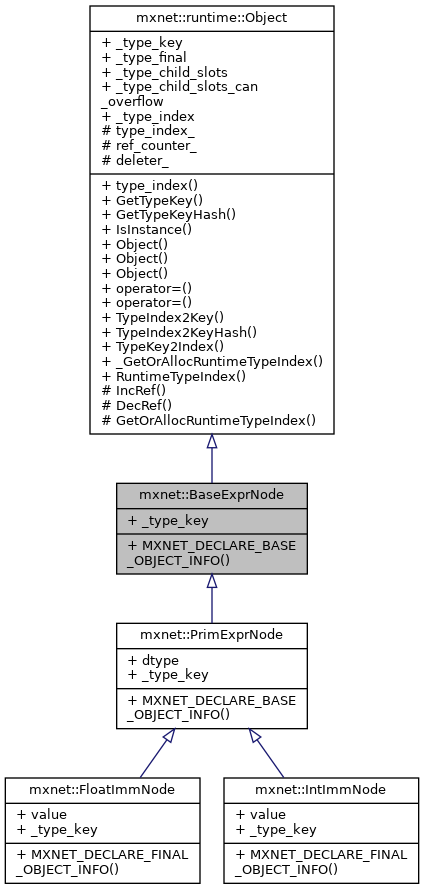 mxnet::runtime::Object
+ _type_key
+ _type_final
+ _type_child_slots
+ _type_child_slots_can
_overflow
+ _type_index
# type_index_
# ref_counter_
# deleter_
+ type_index()
+ GetTypeKey()
+ GetTypeKeyHash()
+ IsInstance()
+ Object()
+ Object()
+ Object()
+ operator=()
+ operator=()
+ TypeIndex2Key()
+ TypeIndex2KeyHash()
+ TypeKey2Index()
+ _GetOrAllocRuntimeTypeIndex()
+ RuntimeTypeIndex()
# IncRef()
# DecRef()
# GetOrAllocRuntimeTypeIndex()
mxnet::BaseExprNode
+ _type_key
+ MXNET_DECLARE_BASE
_OBJECT_INFO()
mxnet::PrimExprNode
+ dtype
+ _type_key
+ MXNET_DECLARE_BASE
_OBJECT_INFO()
mxnet::FloatImmNode
+ value
+ _type_key
+ MXNET_DECLARE_FINAL
_OBJECT_INFO()
mxnet::IntImmNode
+ value
+ _type_key
+ MXNET_DECLARE_FINAL
_OBJECT_INFO()